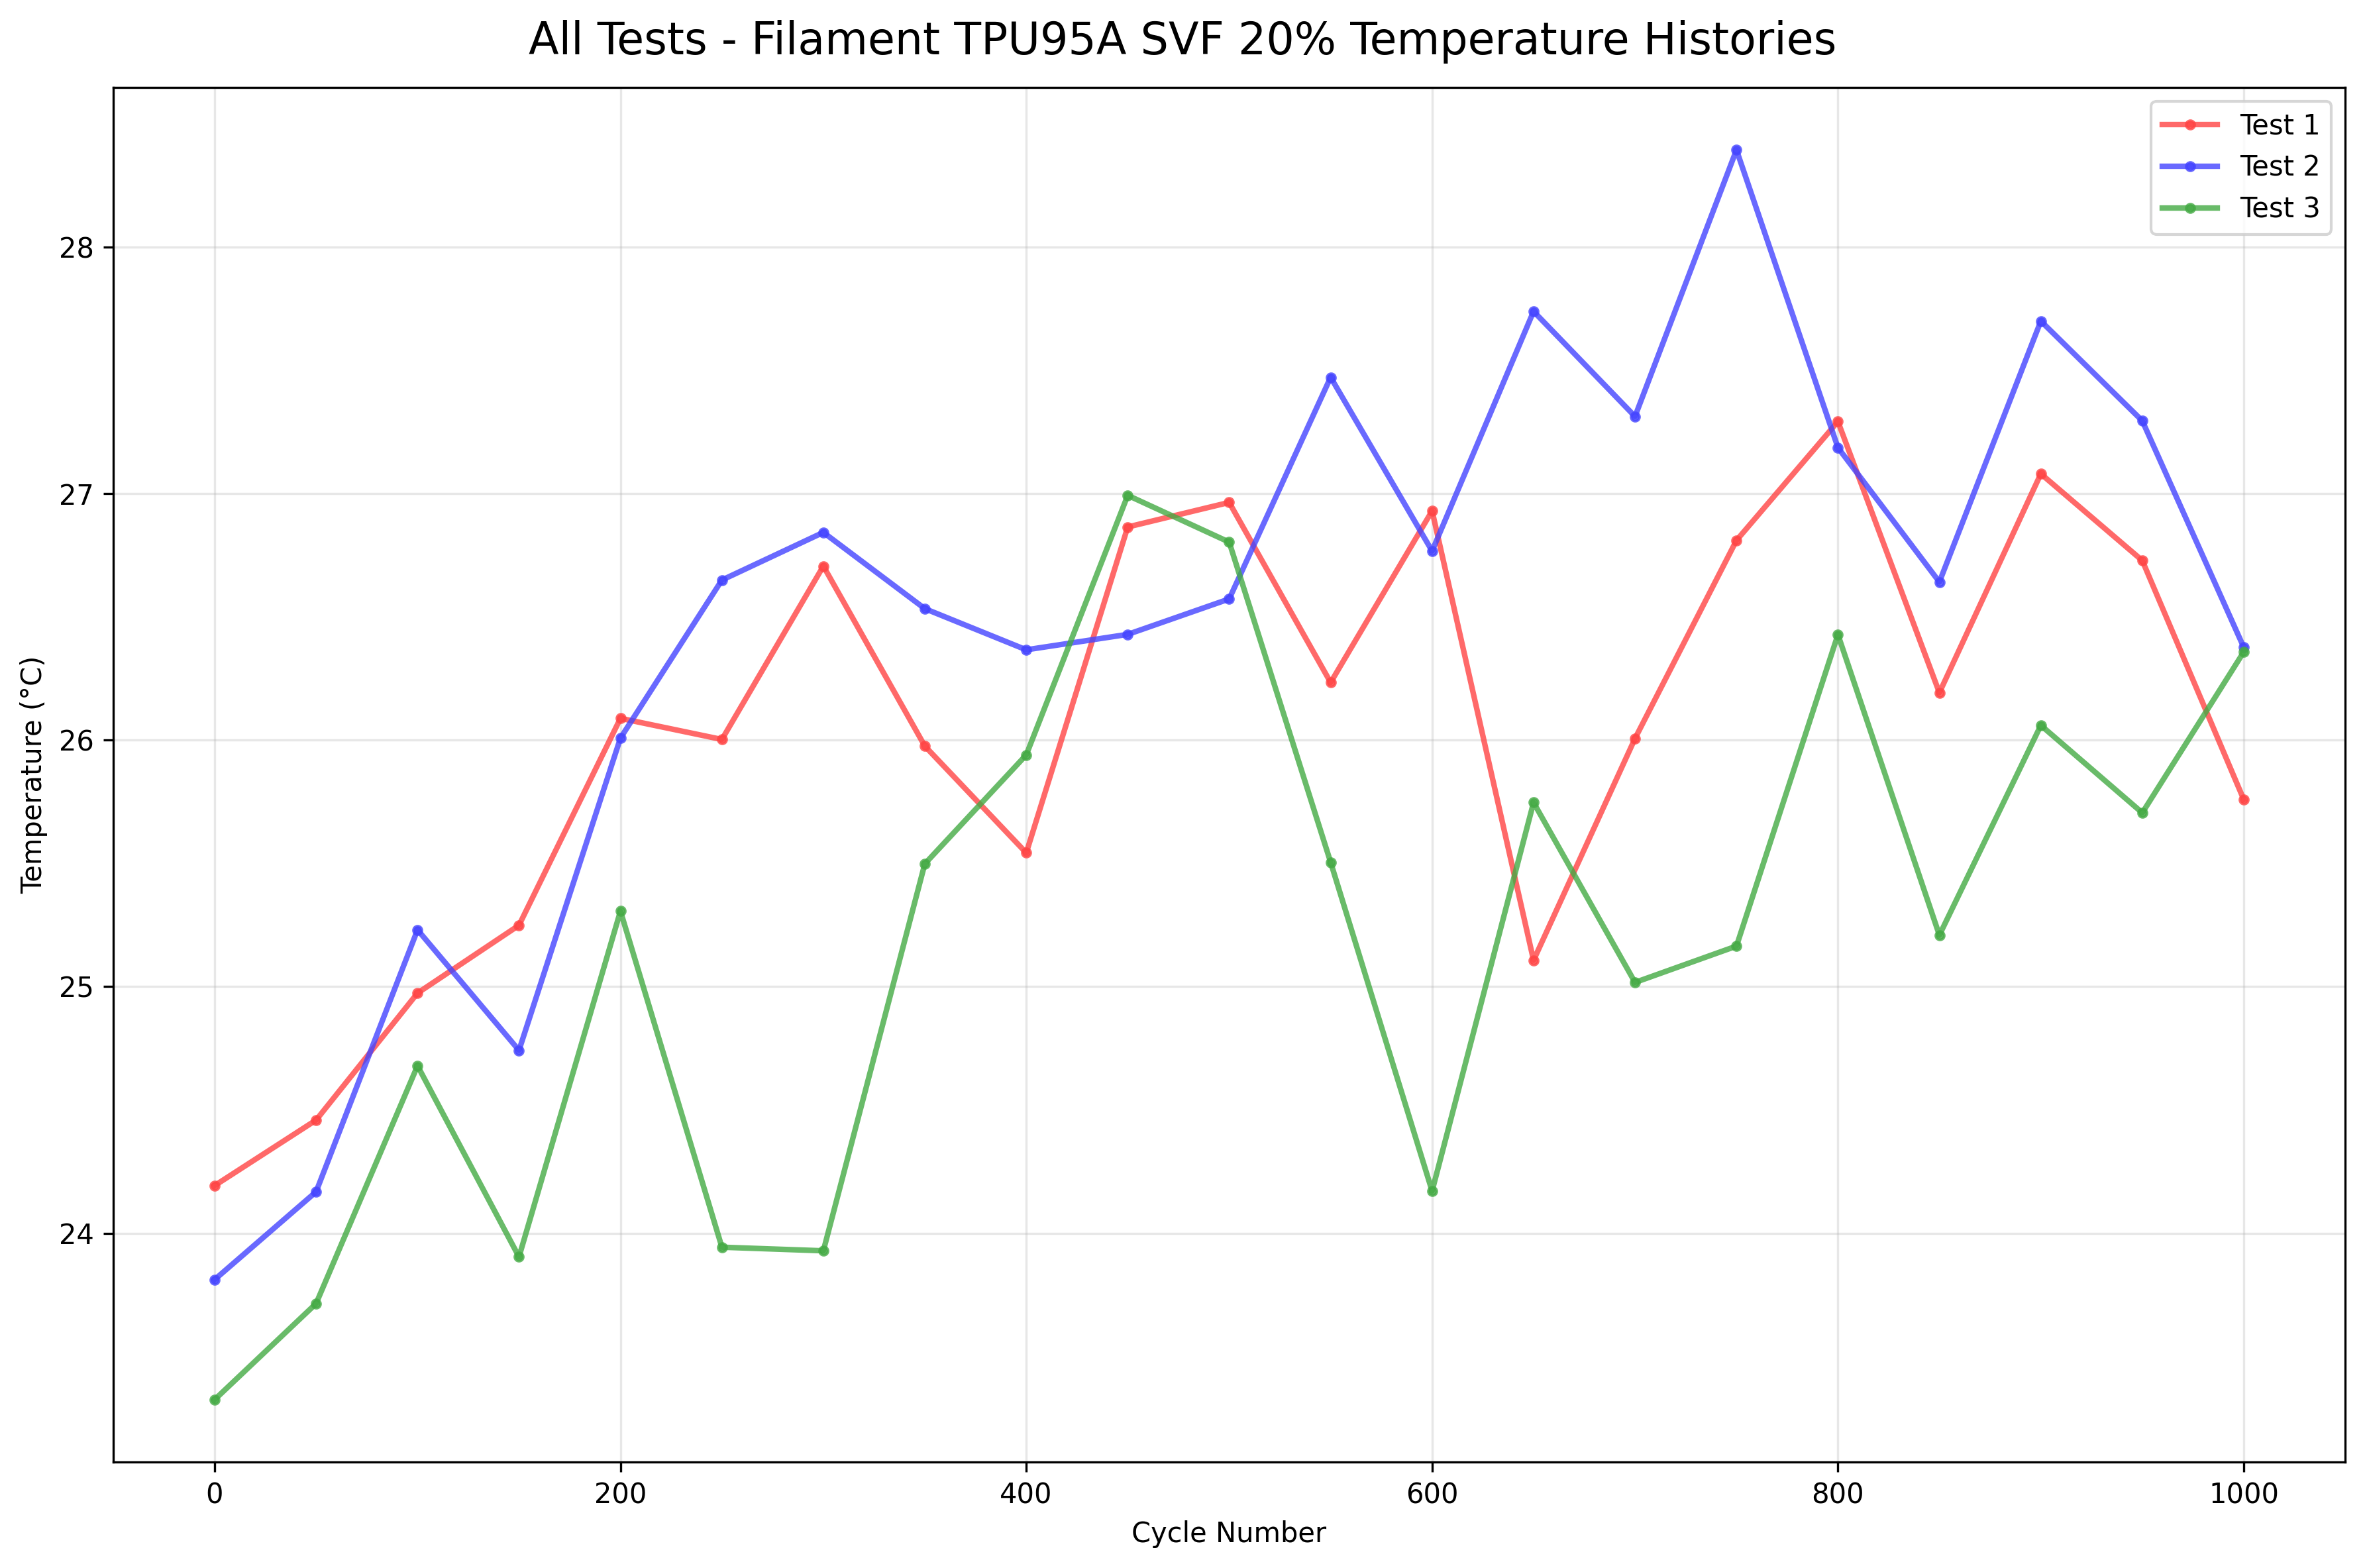 All Tests - Filament TPU95A SVF 20% Temperature Histories
Test 1
Test 2
Test 3
28
27
26
25
24
Temperature (°C)
0 200 400 600 800 1000
Cycle Number